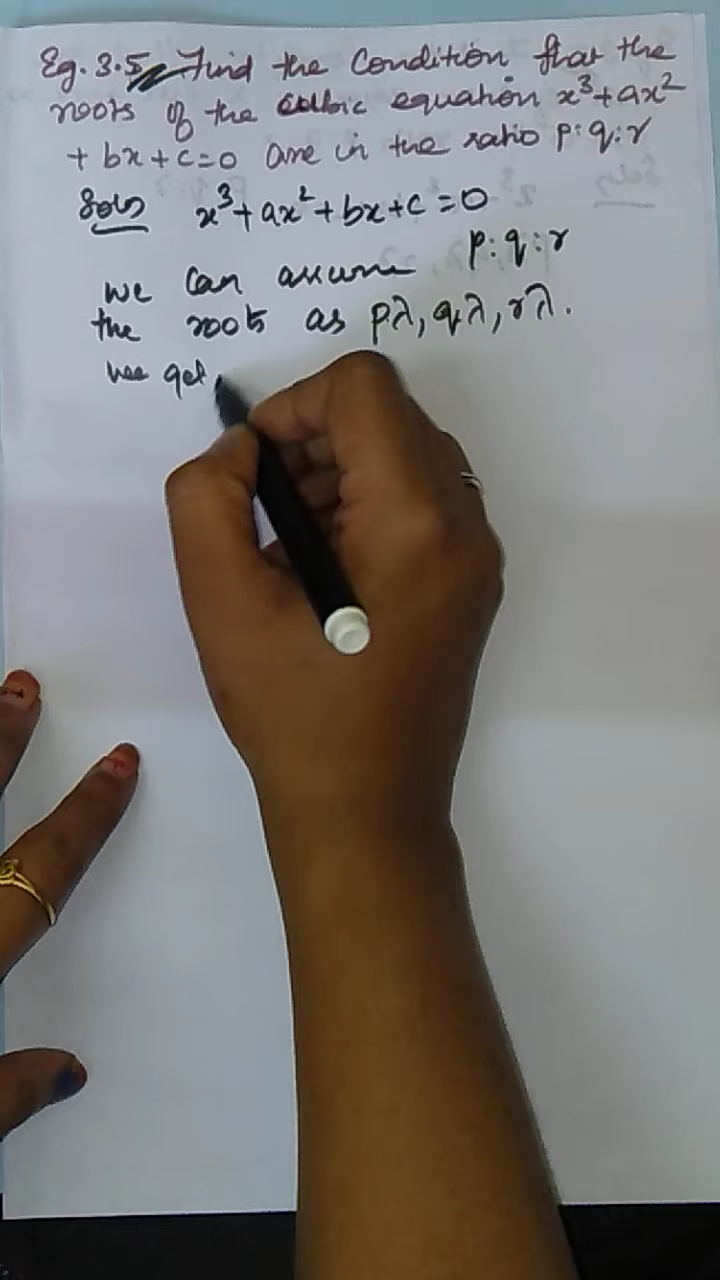 Eg. 3.5 Find the Condition that the
roots of the cubic equation x³+ax²
+ bx+c=0 are in the ratio p:q:r
Soln x³+ax²+bx+c=0
p:q:r
we can assume
the roots as pλ, qλ, rλ.
we get